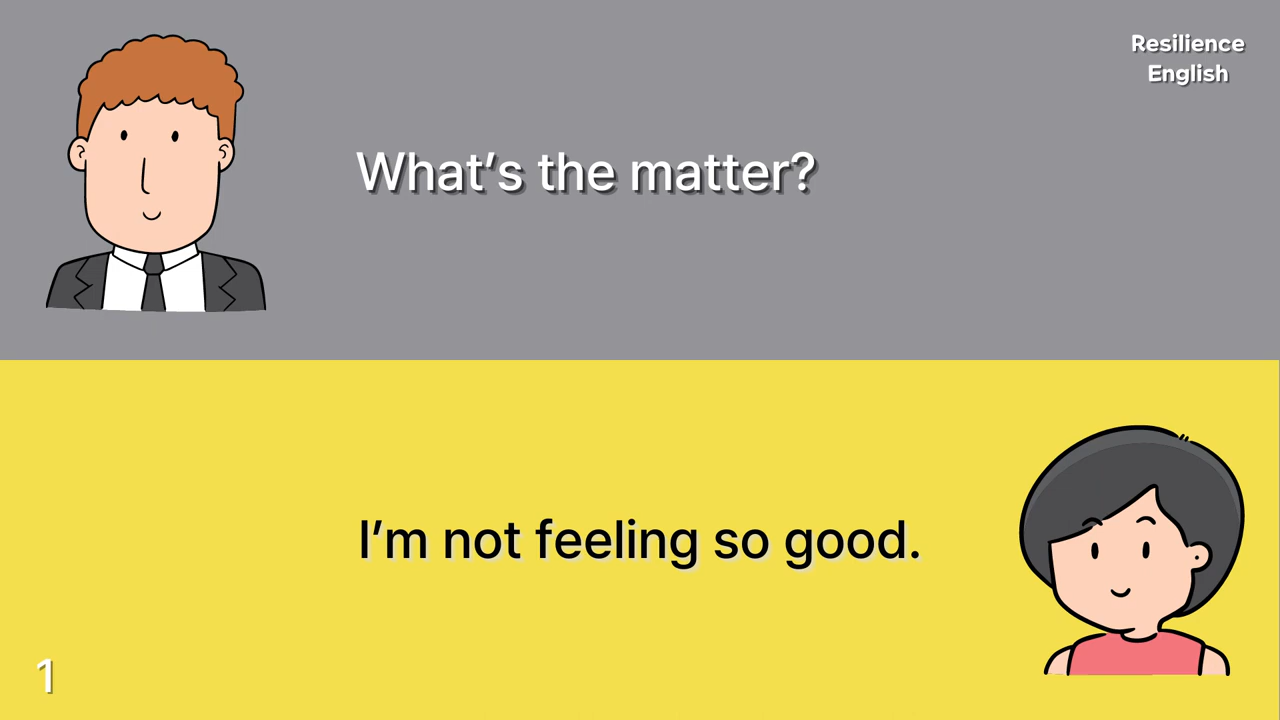 Resilience
English
What’s the matter?
I’m not feeling so good.
1